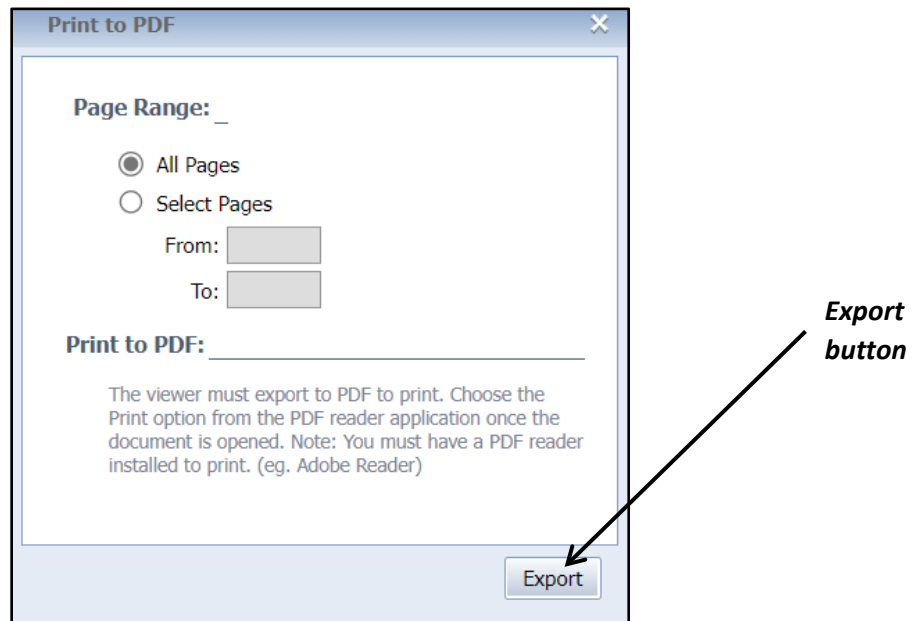 Print to PDF
Page Range:
All Pages
Select Pages
From:
To:
Print to PDF:
The viewer must export to PDF to print. Choose the
Print option from the PDF reader application once the
document is opened. Note: You must have a PDF reader
installed to print. (eg. Adobe Reader)
Export
Export
button